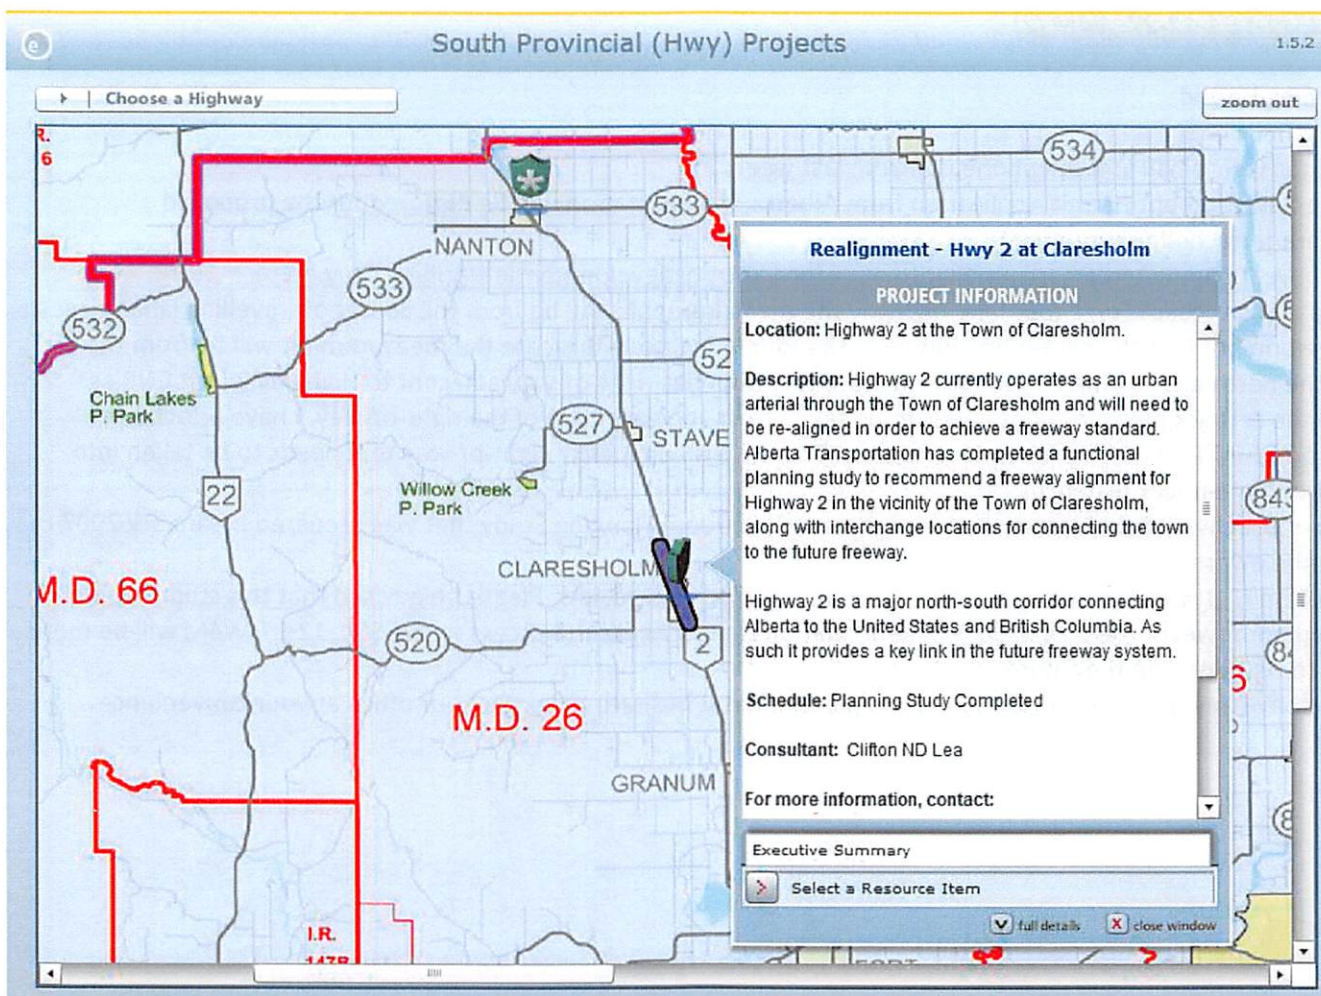 South Provincial (Hwy) Projects
1.5.2
Choose a Highway
zoom out
R.
6
534
533
NANTON
533
532
Chain Lakes
P. Park
527
STAVE
22
Willow Creek
P. Park
843
CLARESHOLM
M.D. 66
520
2
M.D. 26
GRANUM
I.R.
147B
Realignment - Hwy 2 at Claresholm
PROJECT INFORMATION
Location: Highway 2 at the Town of Claresholm.
Description: Highway 2 currently operates as an urban
arterial through the Town of Claresholm and will need to
be re-aligned in order to achieve a freeway standard.
Alberta Transportation has completed a functional
planning study to recommend a freeway alignment for
Highway 2 in the vicinity of the Town of Claresholm,
along with interchange locations for connecting the town
to the future freeway.
Highway 2 is a major north-south corridor connecting
Alberta to the United States and British Columbia. As
such it provides a key link in the future freeway system.
Schedule: Planning Study Completed
Consultant: Clifton ND Lea
For more information, contact:
Executive Summary
Select a Resource Item
full details
close window